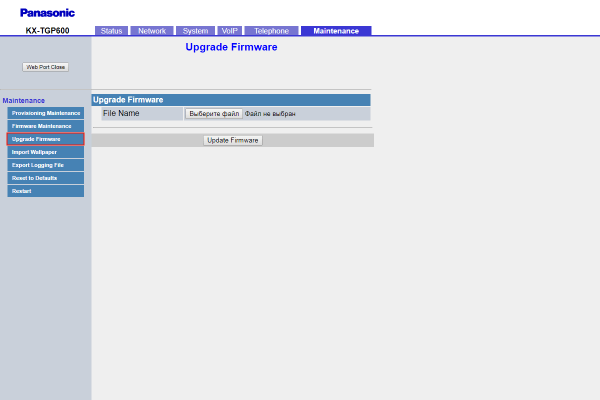 Panasonic
KX-TGP600
Status Network System VoIP Telephone Maintenance
Upgrade Firmware
Web Port Close
Maintenance
Provisioning Maintenance
Firmware Maintenance
Upgrade Firmware
Import Wallpaper
Export Logging File
Reset to Defaults
Restart
Upgrade Firmware
File Name Выберите файл Файл не выбран
Update Firmware